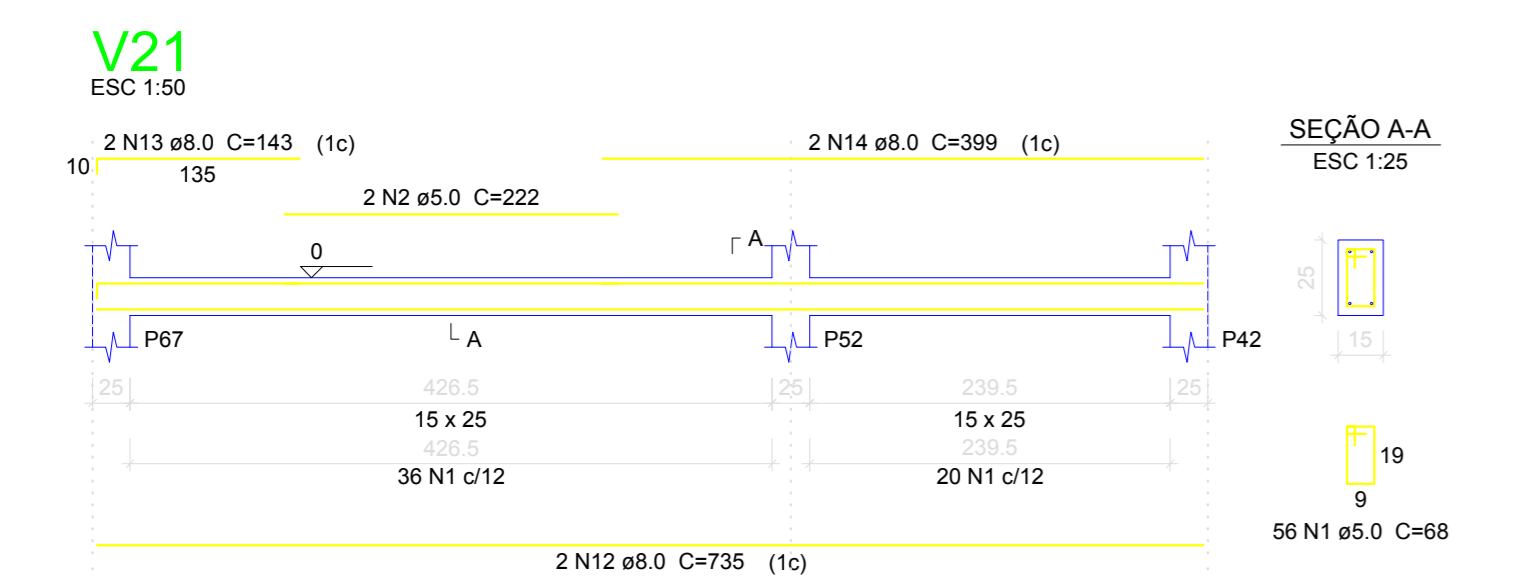 V21
ESC 1:50
2 N13 ø8.0 C=143 (1c)
2 N14 ø8.0 C=399 (1c)
SEÇÃO A-A
ESC 1:25
10
135
2 N2 ø5.0 C=222
A
0
25
P67
A
P52
P42
15
25
426.5
25
239.5
25
15 x 25
15 x 25
426.5
239.5
36 N1 c/12
20 N1 c/12
19
9
56 N1 ø5.0 C=68
2 N12 ø8.0 C=735 (1c)